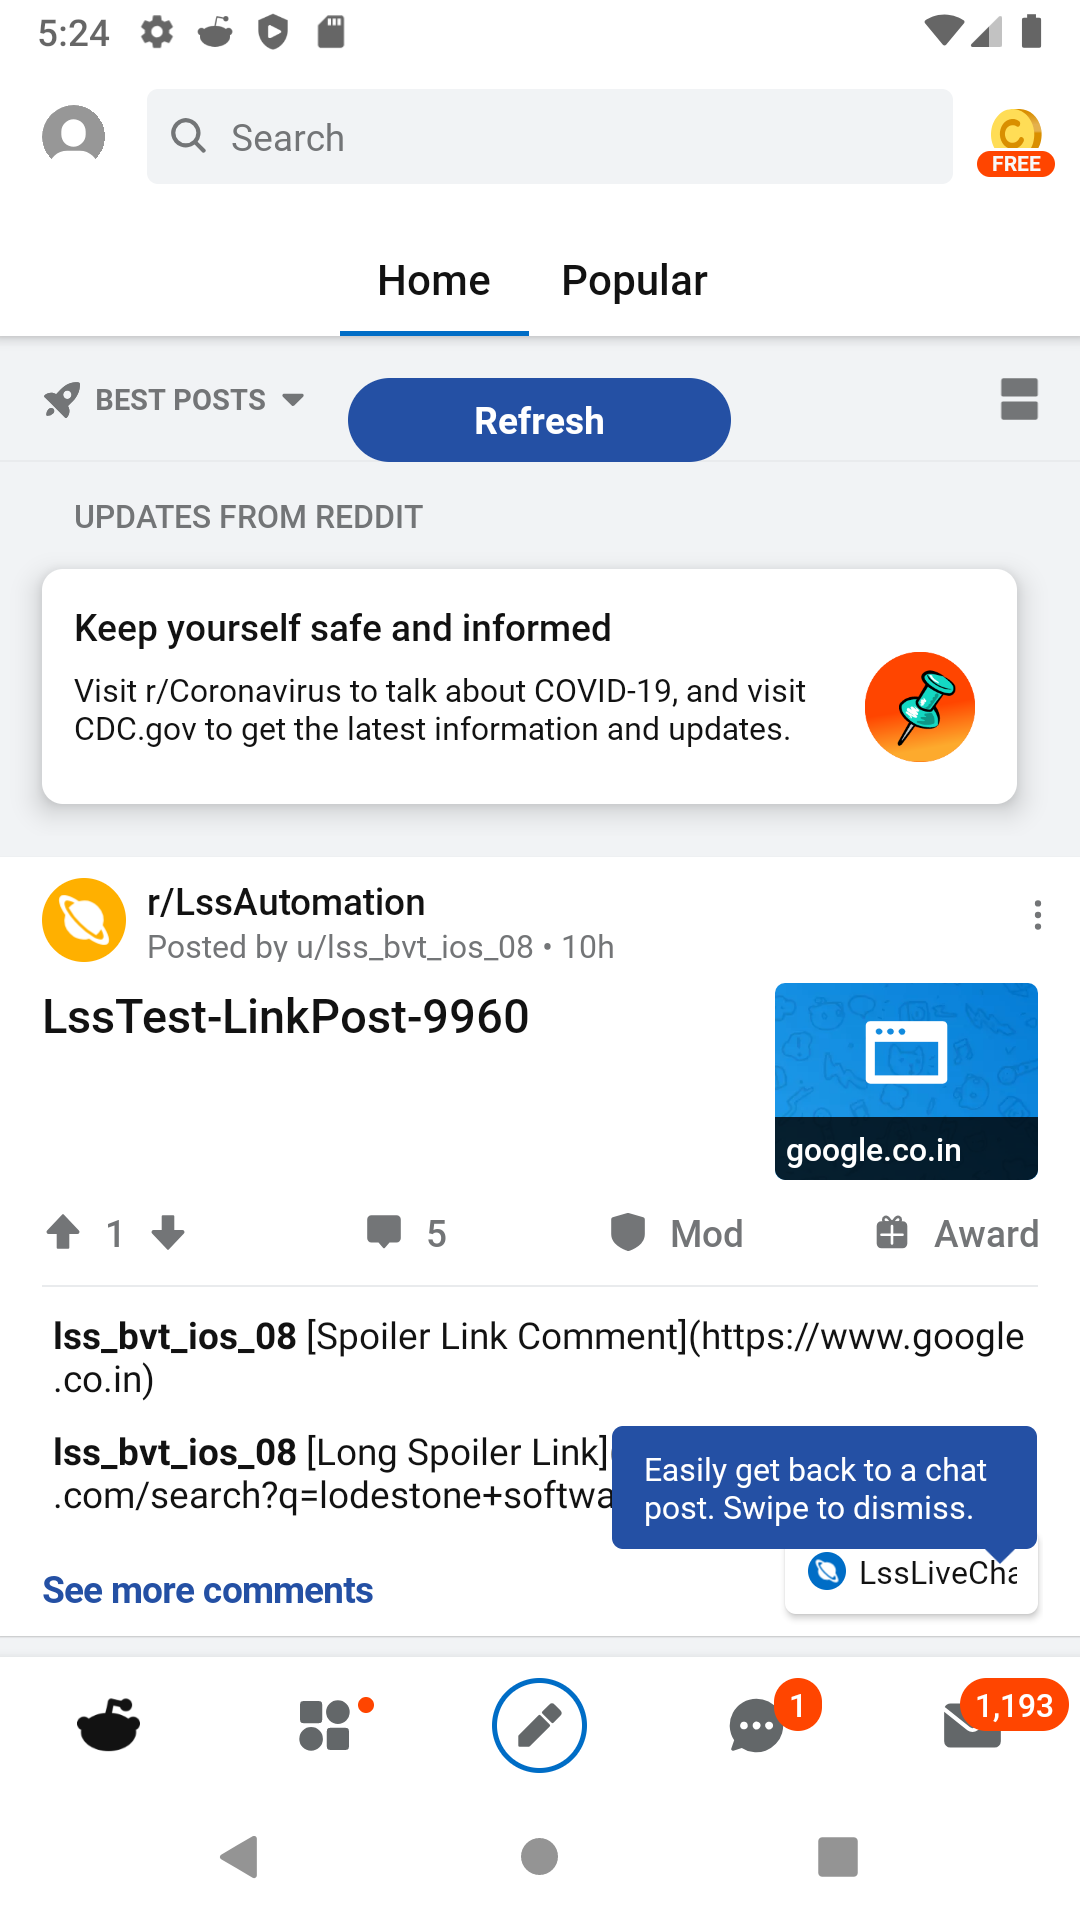 5:24
Search
FREE
Home Popular
BEST POSTS
Refresh
UPDATES FROM REDDIT
Keep yourself safe and informed
Visit r/Coronavirus to talk about COVID-19, and visit
CDC.gov to get the latest information and updates.
r/LssAutomation
Posted by u/lss_bvt_ios_08 • 10h
LssTest-LinkPost-9960
google.co.in
1
5
Mod
Award
lss_bvt_ios_08 [Spoiler Link Comment](https://www.google
.co.in)
lss_bvt_ios_08 [Long Spoiler Link]
.com/search?q=lodestone+softwa
Easily get back to a chat
post. Swipe to dismiss.
LssLiveCha
See more comments
1
1,193